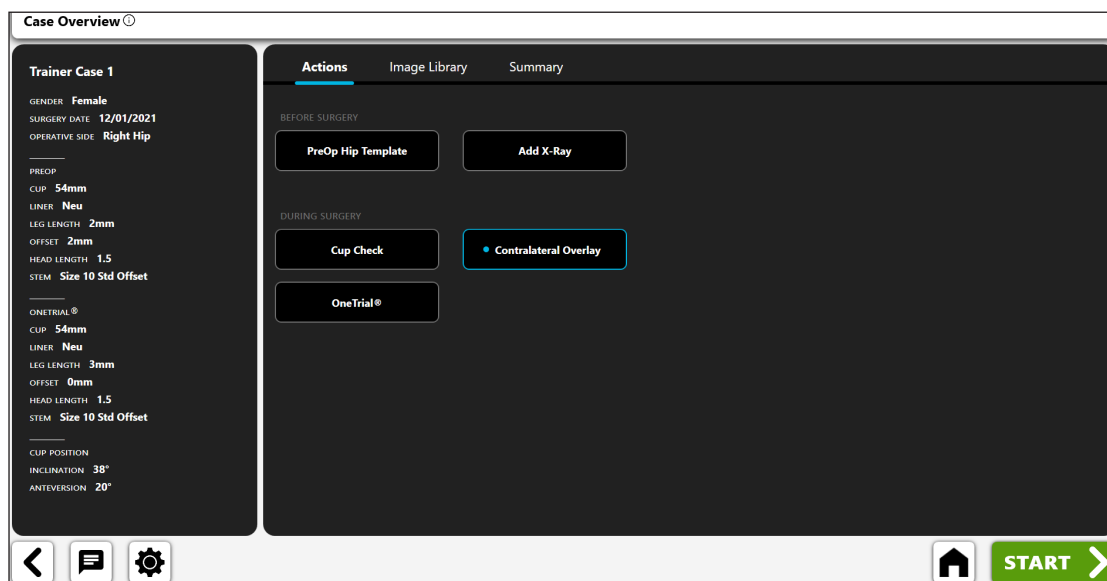 Case Overview
Trainer Case 1
GENDER Female
SURGERY DATE 12/01/2021
OPERATIVE SIDE Right Hip
PREOP
CUP 54mm
LINER Neu
LEG LENGTH 2mm
OFFSET 2mm
HEAD LENGTH 1.5
STEM Size 10 Std Offset
ONETRIAL®
CUP 54mm
LINER Neu
LEG LENGTH 3mm
OFFSET 0mm
HEAD LENGTH 1.5
STEM Size 10 Std Offset
CUP POSITION
INCLINATION 38°
ANTEVERSION 20°
Actions Image Library Summary
BEFORE SURGERY
PreOp Hip Template Add X-Ray
DURING SURGERY
Cup Check Contralateral Overlay
OneTrial®
START